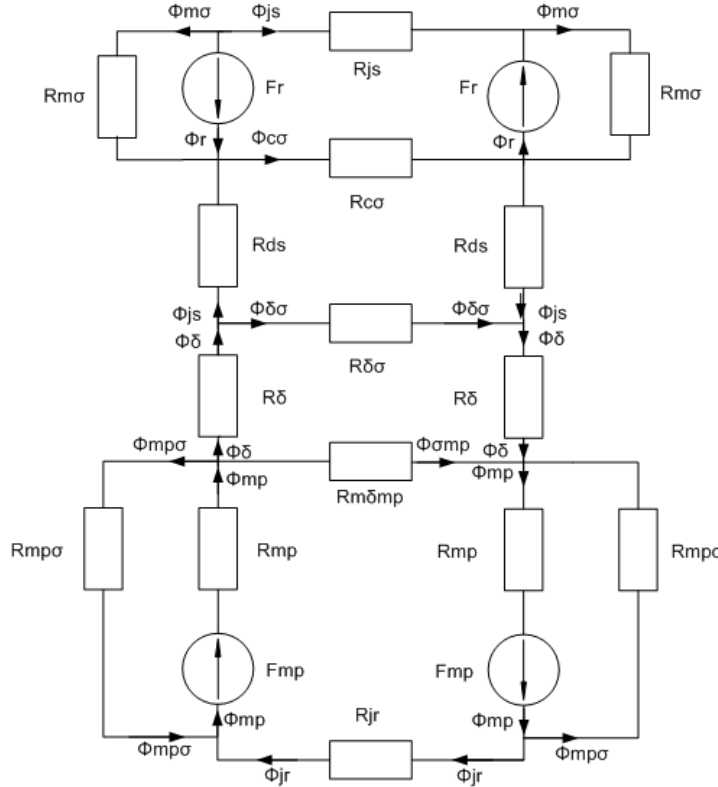 Φmσ Φjs Φmσ
Rmσ Rjs Rmσ
Fr Fr
Φr Φcσ Φr
Rcσ
Rds Rds
Φjs Φδσ Φδσ Φjs
Φδ Φδ
Rδσ
Rδ Rδ
Φmpσ Φδ Φσmp Φδ
Φmp Φmp
Rmδmp
Rmpσ Rmp Rmp Rmpσ
Fmp Fmp
Φmp Rjr Φmp
Φmpσ Φmpσ
Φjr Φjr